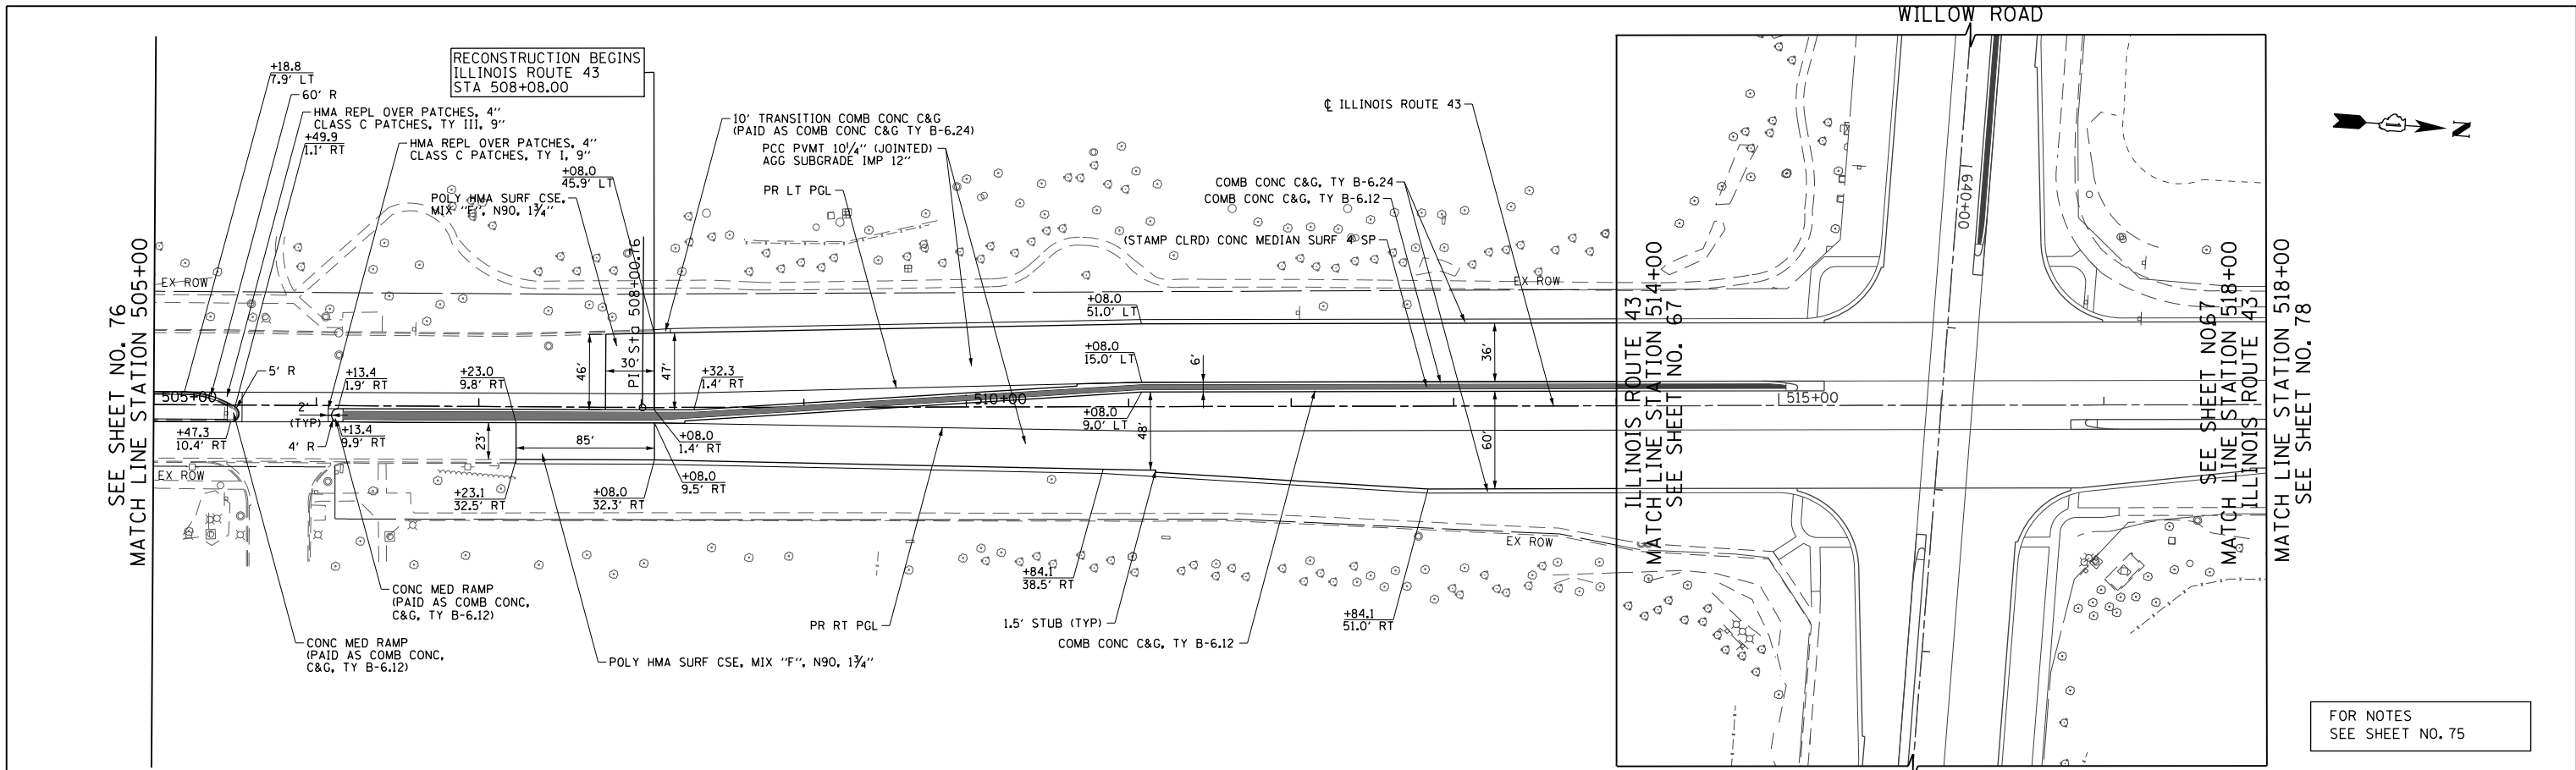 WILLOW ROAD
RECONSTRUCTION BEGINS
ILLINOIS ROUTE 43
STA 508+08.00
+18.8
7.9' LT
60' R
HMA REPL OVER PATCHES, 4"
CLASS C PATCHES, TY III, 9"
+49.9
1.1' RT
HMA REPL OVER PATCHES, 4"
CLASS C PATCHES, TY I, 9"
+08.0
45.9' LT
POLY HMA SURF CSE,
MIX "F", N90, 1¾"
10' TRANSITION COMB CONC C&G
(PAID AS COMB CONC C&G TY B-6.24)
PCC PVMT 10¼" (JOINTED)
AGG SUBGRADE IMP 12"
PR LT PGL
℄ ILLINOIS ROUTE 43
COMB CONC C&G, TY B-6.24
COMB CONC C&G, TY B-6.12
(STAMP CLRD) CONC MEDIAN SURF 4 SP
N
1640+00
SEE SHEET NO. 76
MATCH LINE STATION 505+00
EX ROW
EX ROW
PI Sta 508+00.76
+08.0
51.0' LT
+08.0
15.0' LT
6'
36'
46'
30'
47'
5' R
+13.4
1.9' RT
+23.0
9.8' RT
+32.3
1.4' RT
505+00
510+00
515+00
2'
(TYP)
+47.3
10.4' RT
4' R
+13.4
9.9' RT
23'
85'
+08.0
1.4' RT
+08.0
9.0' LT
48'
60'
EX ROW
+23.1
32.5' RT
+08.0
32.3' RT
+08.0
9.5' RT
EX ROW
+84.1
38.5' RT
+84.1
51.0' RT
CONC MED RAMP
(PAID AS COMB CONC,
C&G, TY B-6.12)
CONC MED RAMP
(PAID AS COMB CONC,
C&G, TY B-6.12)
POLY HMA SURF CSE, MIX "F", N90, 1¾"
PR RT PGL
1.5' STUB (TYP)
COMB CONC C&G, TY B-6.12
ILLINOIS ROUTE 43
MATCH LINE STATION 514+00
SEE SHEET NO. 67
SEE SHEET NO.67
MATCH LINE STATION 518+00
ILLINOIS ROUTE 43
MATCH LINE STATION 518+00
SEE SHEET NO. 78
FOR NOTES
SEE SHEET NO. 75